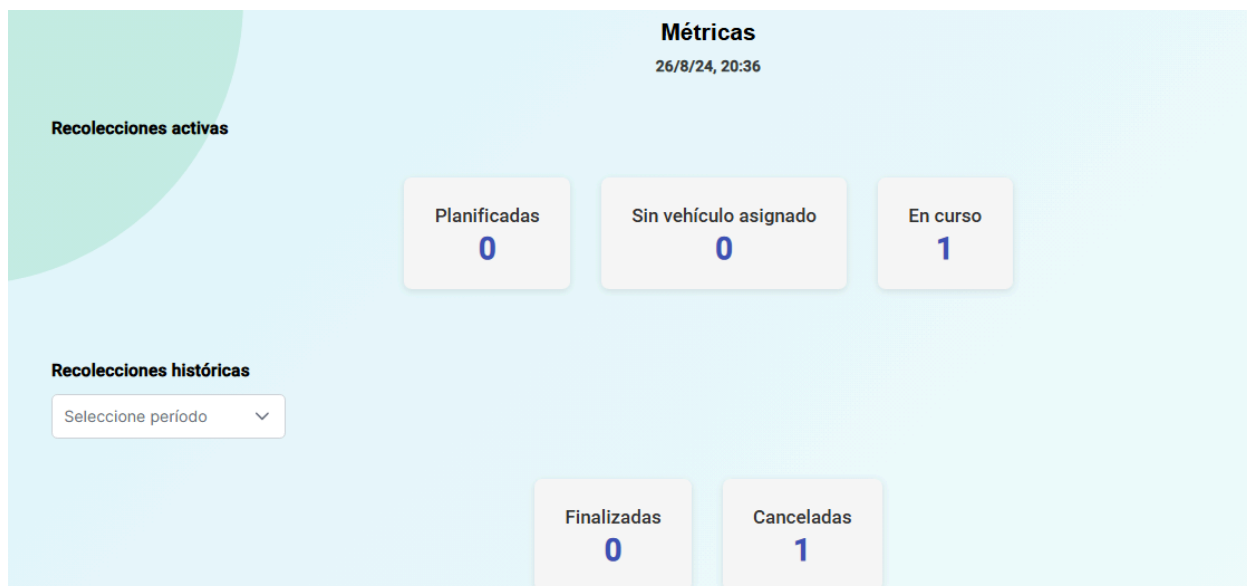 Métricas
26/8/24, 20:36
Recolecciones activas
Planificadas Sin vehículo asignado En curso
0 0 1
Recolecciones históricas
Seleccione período
Finalizadas Canceladas
0 1